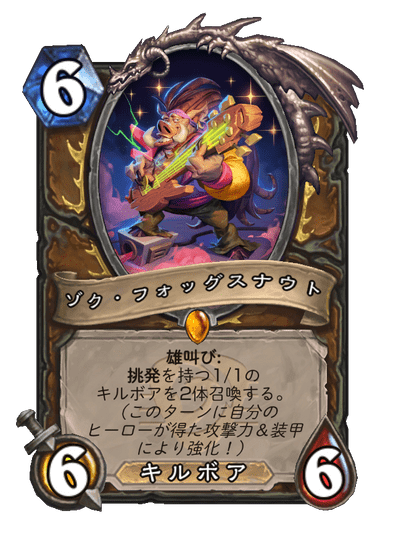 6
ゾク・フォッグスナウト
雄叫び:
挑発を持つ1/1の
キルボアを2体召喚する。
(このターンに自分の
ヒーローが得た攻撃力&装甲
により強化!)
6
キルボア
6